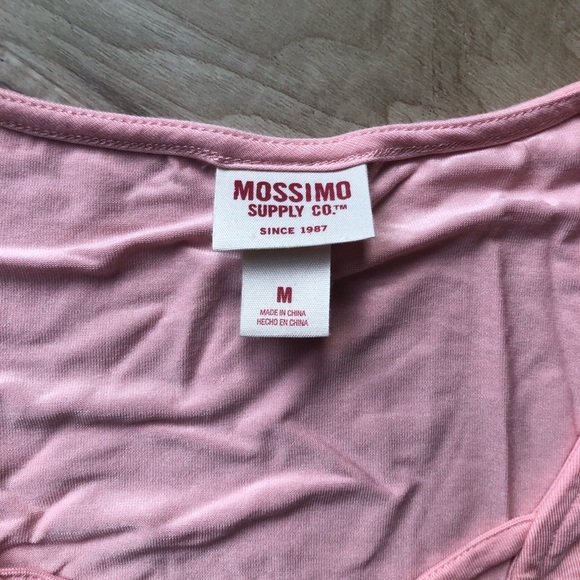 MOSSIMO
SUPPLY CO.™
SINCE 1987
M
MADE IN CHINA
HECHO EN CHINA